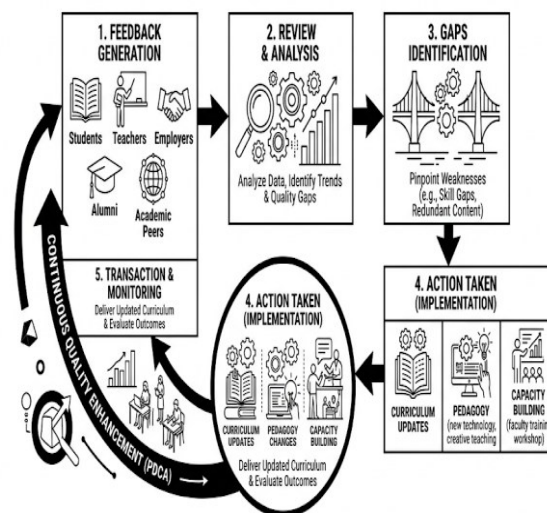 1. FEEDBACK
GENERATION
Students
Teachers
Employers
Alumni
Academic
Peers
2. REVIEW
& ANALYSIS
Analyze Data, Identify Trends
& Quality Gaps
3. GAPS
IDENTIFICATION
Pinpoint Weaknesses
(e.g., Skill Gaps,
Redundant Content)
4. ACTION TAKEN
(IMPLEMENTATION)
CURRICULUM
UPDATES
PEDAGOGY
(new technology,
creative teaching
CAPACITY
BUILDING
(faculty training
workshop)
4. ACTION TAKEN
(IMPLEMENTATION)
CURRICULUM
UPDATES
PEDAGOGY
CHANGES
CAPACITY
BUILDING
Deliver Updated Curriculum
& Evaluate Outcomes
5. TRANSACTION &
MONITORING
Deliver Updated Curriculum
& Evaluate Outcomes
CONTINUOUS QUALITY ENHANCEMENT (PDCA)